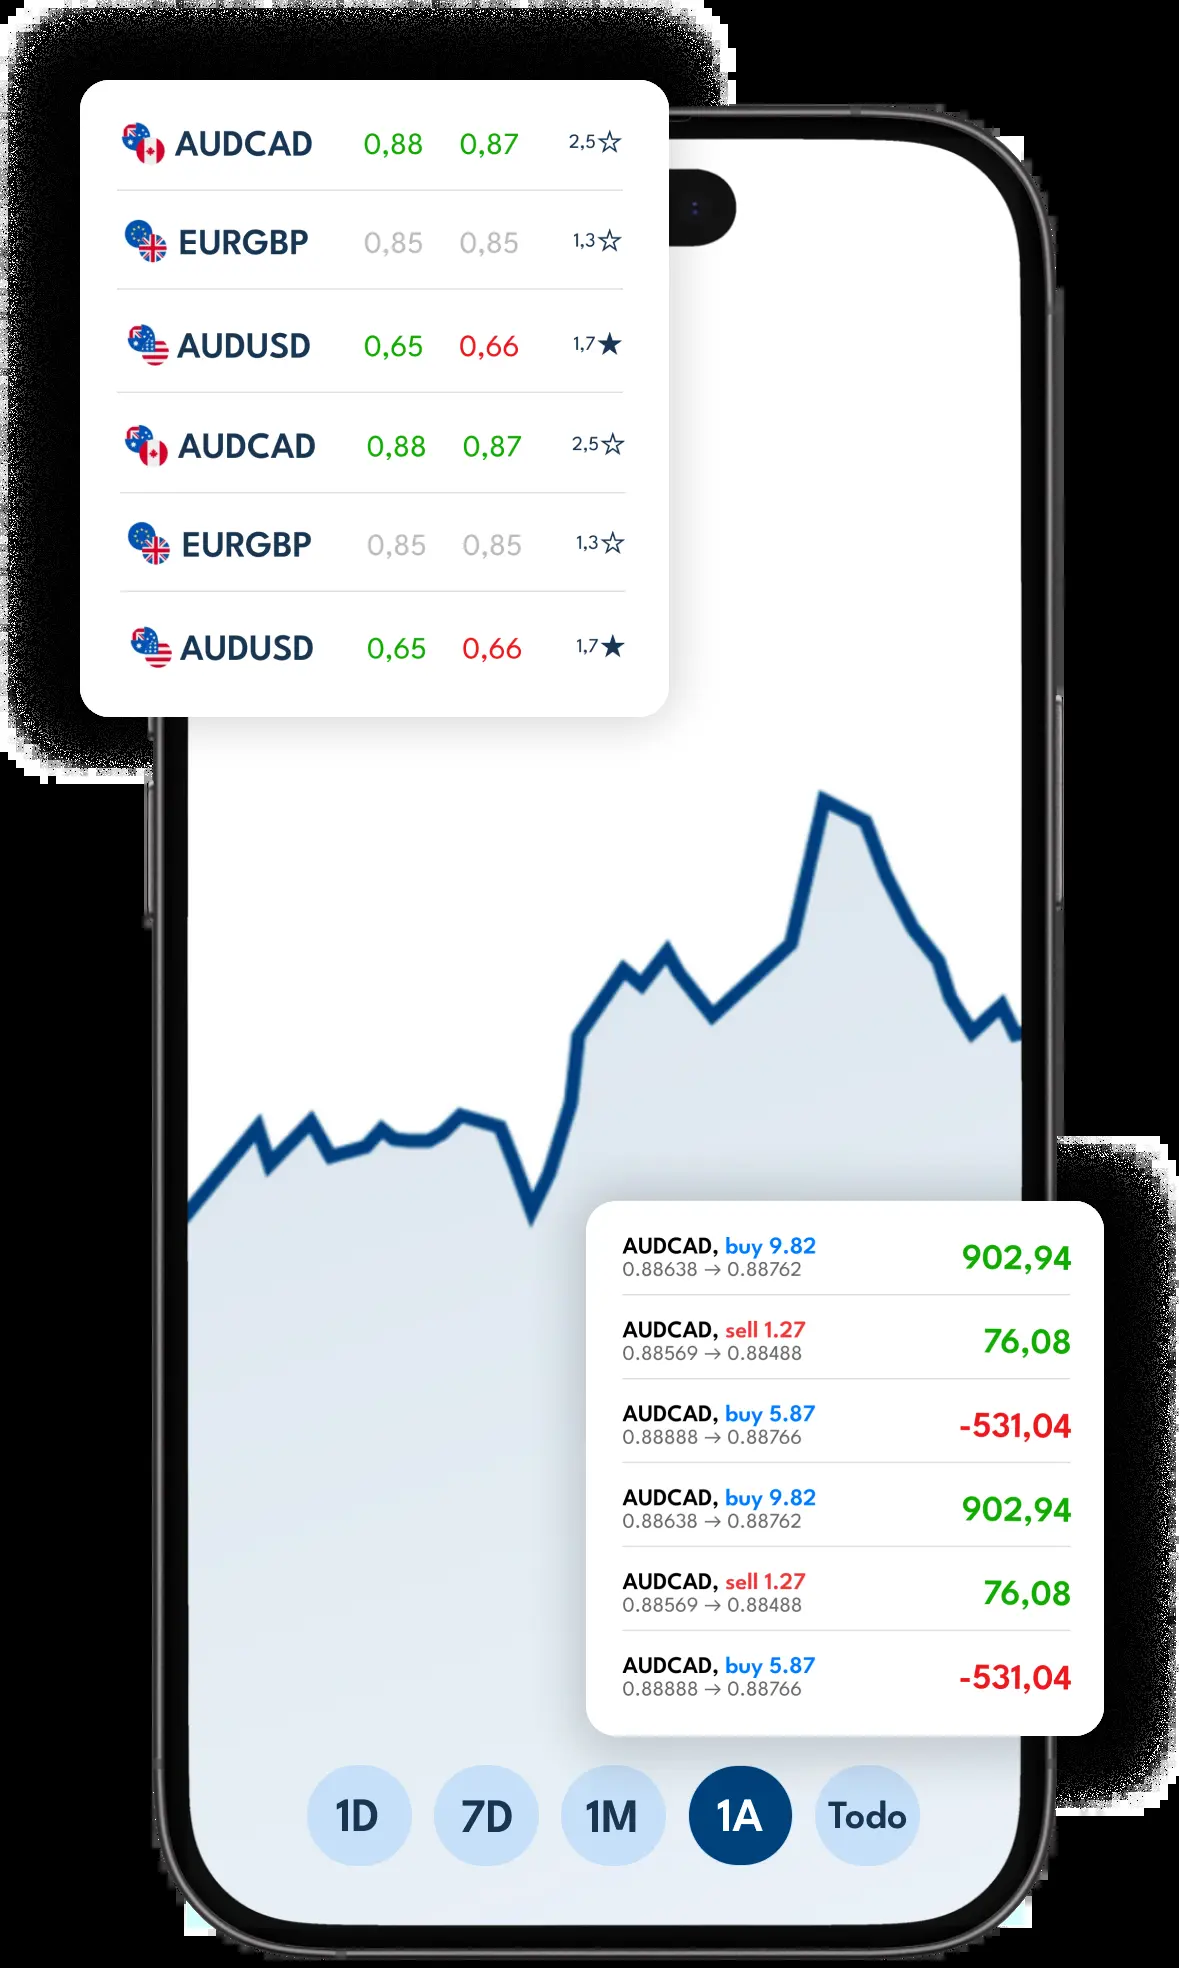 AUDCAD 0,88 0,87 2,5☆
EURGBP 0,85 0,85 1,3☆
AUDUSD 0,65 0,66 1,7★
AUDCAD 0,88 0,87 2,5☆
EURGBP 0,85 0,85 1,3☆
AUDUSD 0,65 0,66 1,7★
AUDCAD, buy 9.82 902,94
0.88638 → 0.88762
AUDCAD, sell 1.27 76,08
0.88569 → 0.88488
AUDCAD, buy 5.87 -531,04
0.88888 → 0.88766
AUDCAD, buy 9.82 902,94
0.88638 → 0.88762
AUDCAD, sell 1.27 76,08
0.88569 → 0.88488
AUDCAD, buy 5.87 -531,04
0.88888 → 0.88766
1D 7D 1M 1A Todo